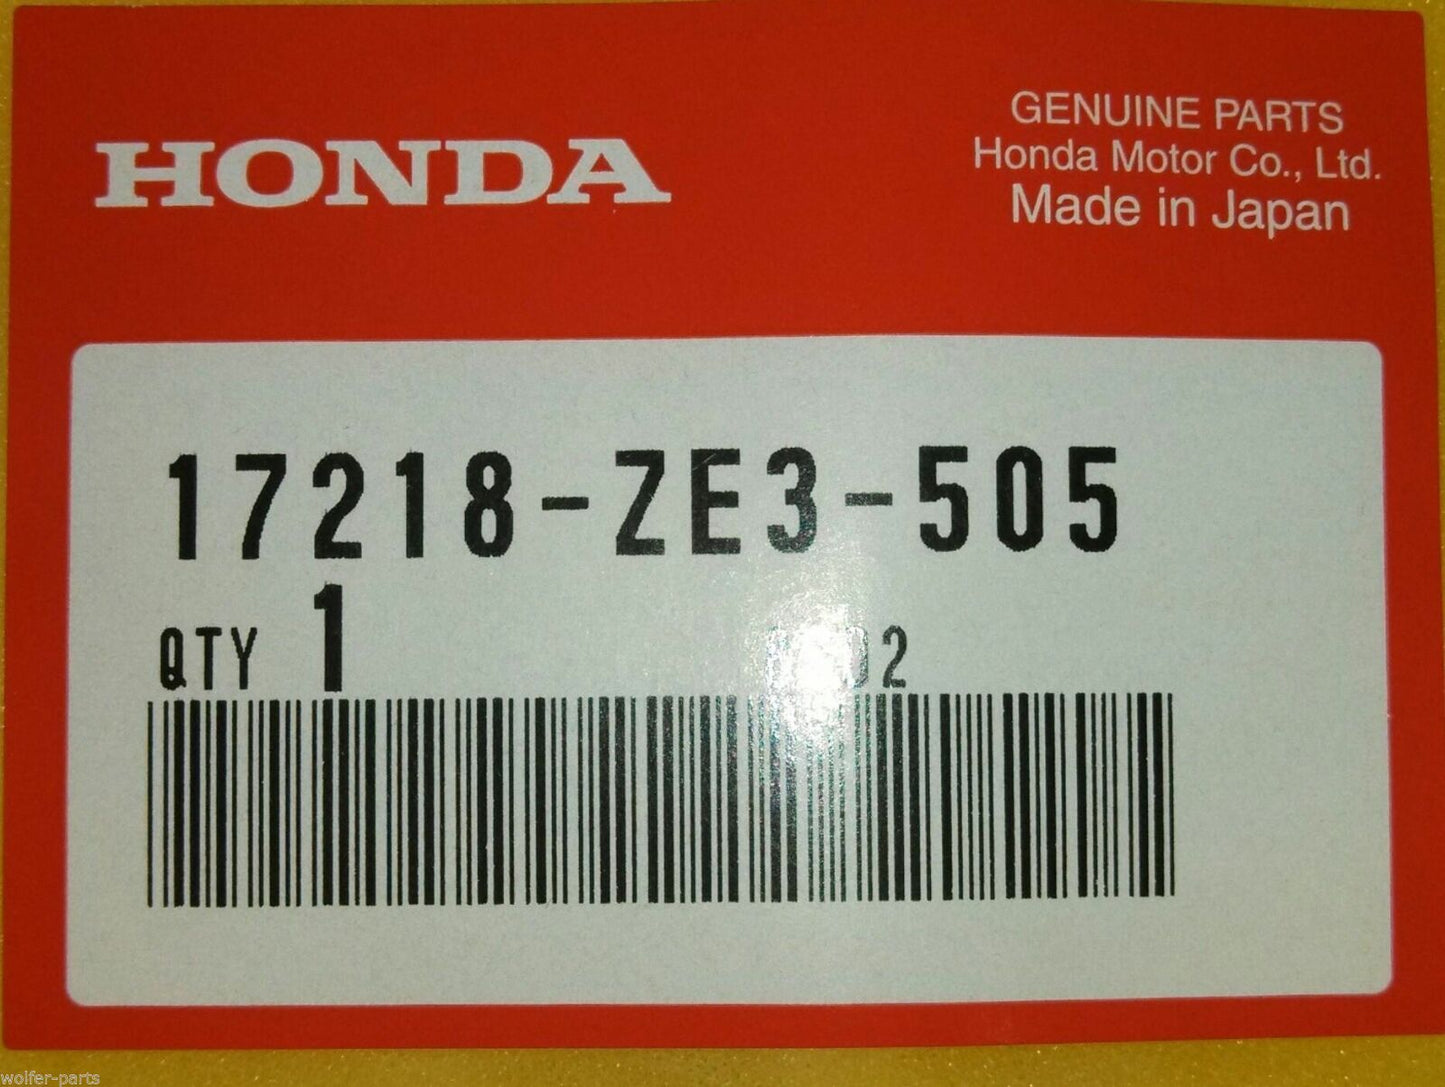 HONDA
GENUINE PARTS
Honda Motor Co., Ltd.
Made in Japan
17218-ZE3-505
QTY 1
wolfer-parts